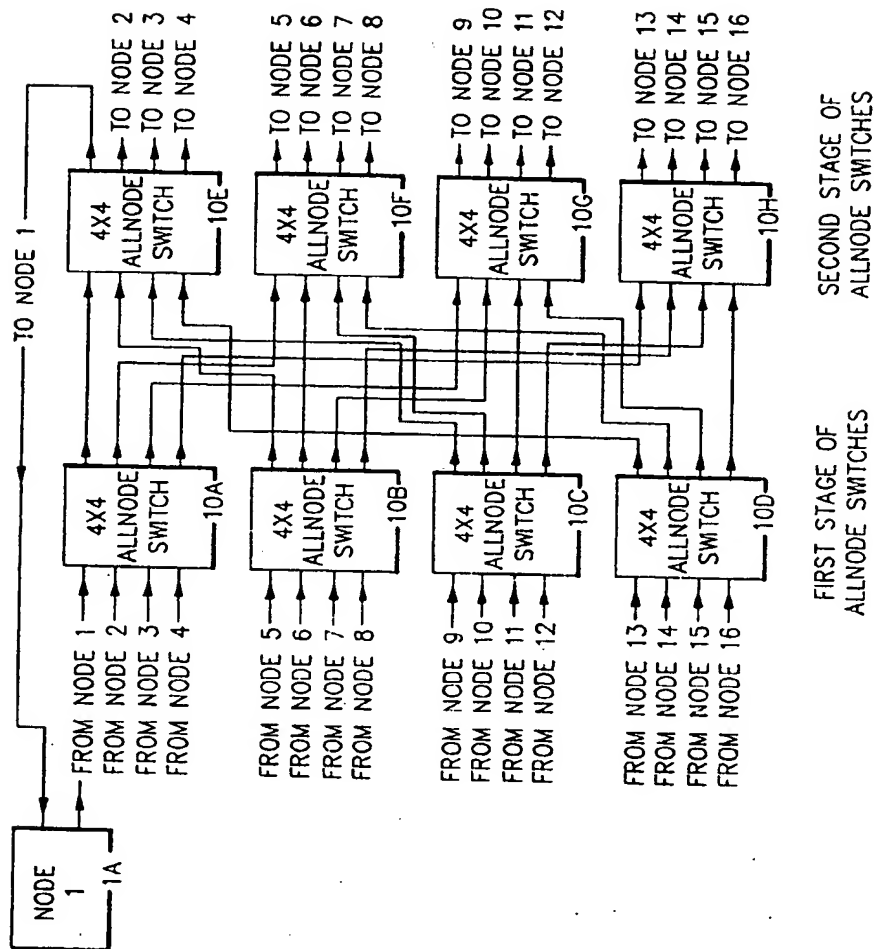 TO NODE 1
NODE
1
1A
FROM NODE 1
FROM NODE 2
FROM NODE 3
FROM NODE 4
4X4
ALLNODE
SWITCH
10A
4X4
ALLNODE
SWITCH
10E
TO NODE 2
TO NODE 3
TO NODE 4
FROM NODE 5
FROM NODE 6
FROM NODE 7
FROM NODE 8
4X4
ALLNODE
SWITCH
10B
4X4
ALLNODE
SWITCH
10F
TO NODE 5
TO NODE 6
TO NODE 7
TO NODE 8
FROM NODE 9
FROM NODE 10
FROM NODE 11
FROM NODE 12
4X4
ALLNODE
SWITCH
10C
4X4
ALLNODE
SWITCH
10G
TO NODE 9
TO NODE 10
TO NODE 11
TO NODE 12
FROM NODE 13
FROM NODE 14
FROM NODE 15
FROM NODE 16
4X4
ALLNODE
SWITCH
10D
4X4
ALLNODE
SWITCH
10H
TO NODE 13
TO NODE 14
TO NODE 15
TO NODE 16
FIRST STAGE OF
ALLNODE SWITCHES
SECOND STAGE OF
ALLNODE SWITCHES